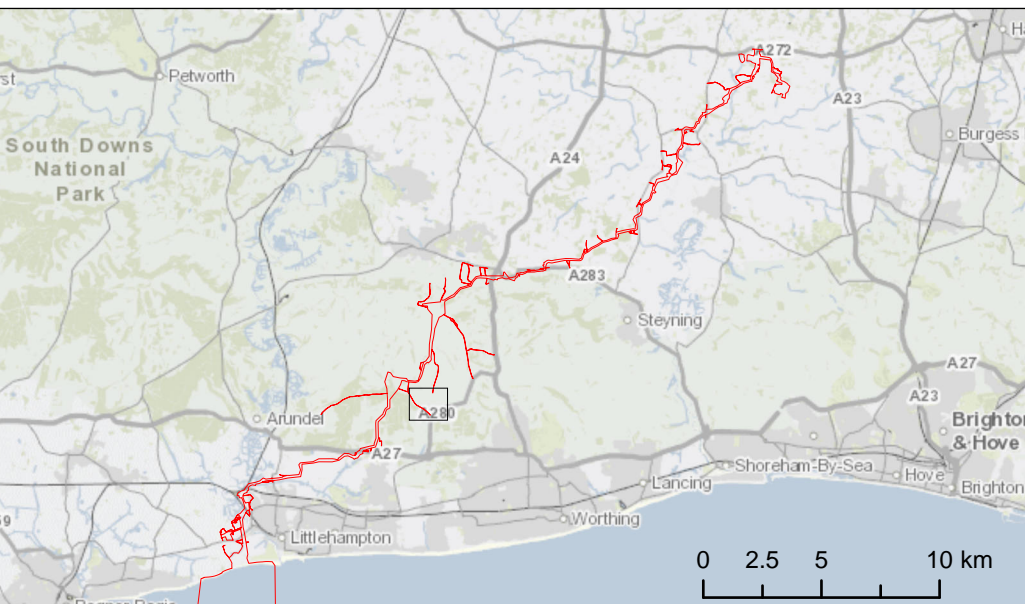 A272
Petworth
A23
Burgess
South Downs
National
Park
A24
A283
Steyning
A27
A23
A280
Arundel
Brighton
& Hove
A27
Shoreham-By-Sea
Hove
Lancing
Brighton
Worthing
Littlehampton
0 2.5 5 10 km